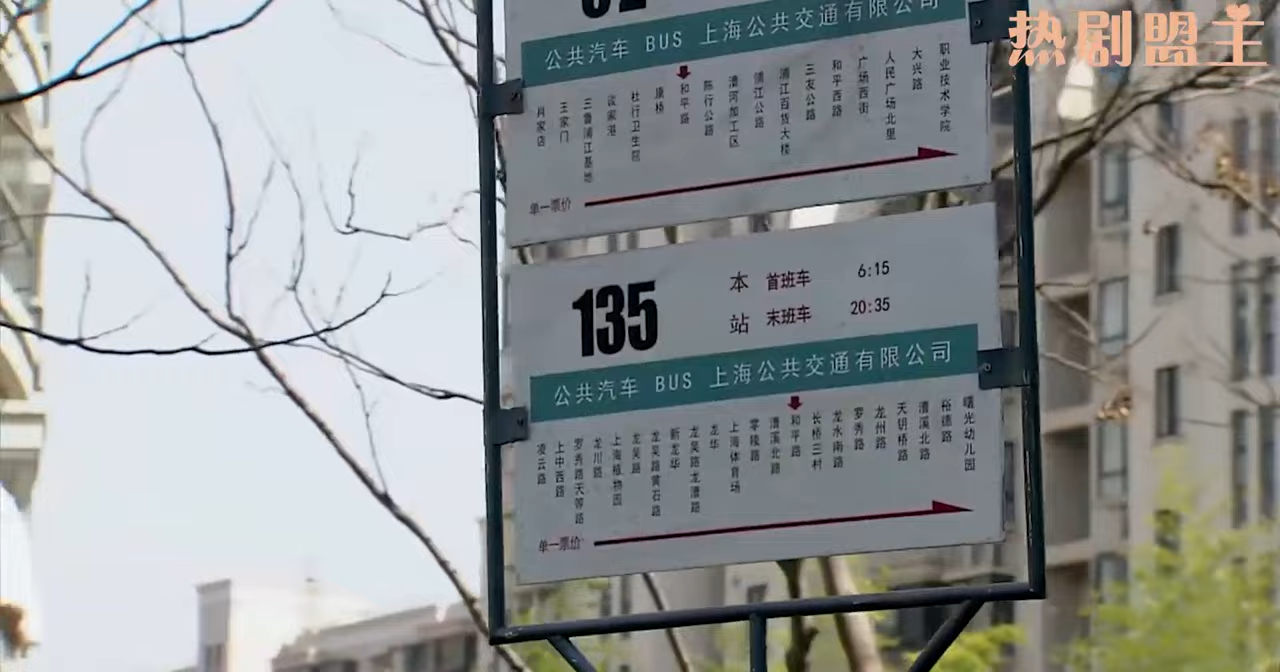 热剧盟主
公共汽车 BUS 上海公共交通有限公司
肖家店
王家门
三鲁浦江基地
谈家港
杜行卫生院
康桥
和平路
陈行公路
漕河加工区
浦江公路
浦江百货大楼
三友公路
和平西路
广场西街
人民广场北里
大兴路
职业技术学院
单一票价
135
本站
首班车 6:15
末班车 20:35
公共汽车 BUS 上海公共交通有限公司
凌云路
上中西路
罗秀路天等路
龙川路
上海植物园
龙吴路
龙吴路黄石路
新龙华
龙吴路龙漕路
龙华
上海体育场
零陵路
漕溪北路
和平路
长桥三村
龙水南路
罗秀路
龙州路
天钥桥路
漕溪北路
裕德路
曙光幼儿园
单一票价